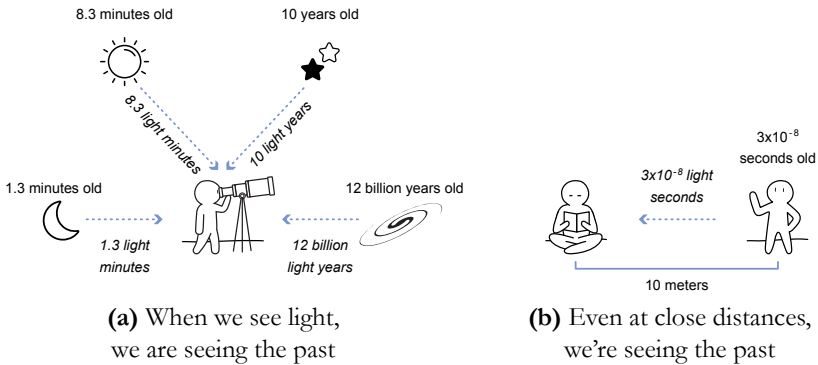 8.3 minutes old
10 years old
8.3 light minutes
10 light years
1.3 minutes old
1.3 light
minutes
12 billion years old
12 billion
light years
(a) When we see light,
we are seeing the past
3x10⁻⁸
seconds old
3x10⁻⁸ light
seconds
10 meters
(b) Even at close distances,
we're seeing the past